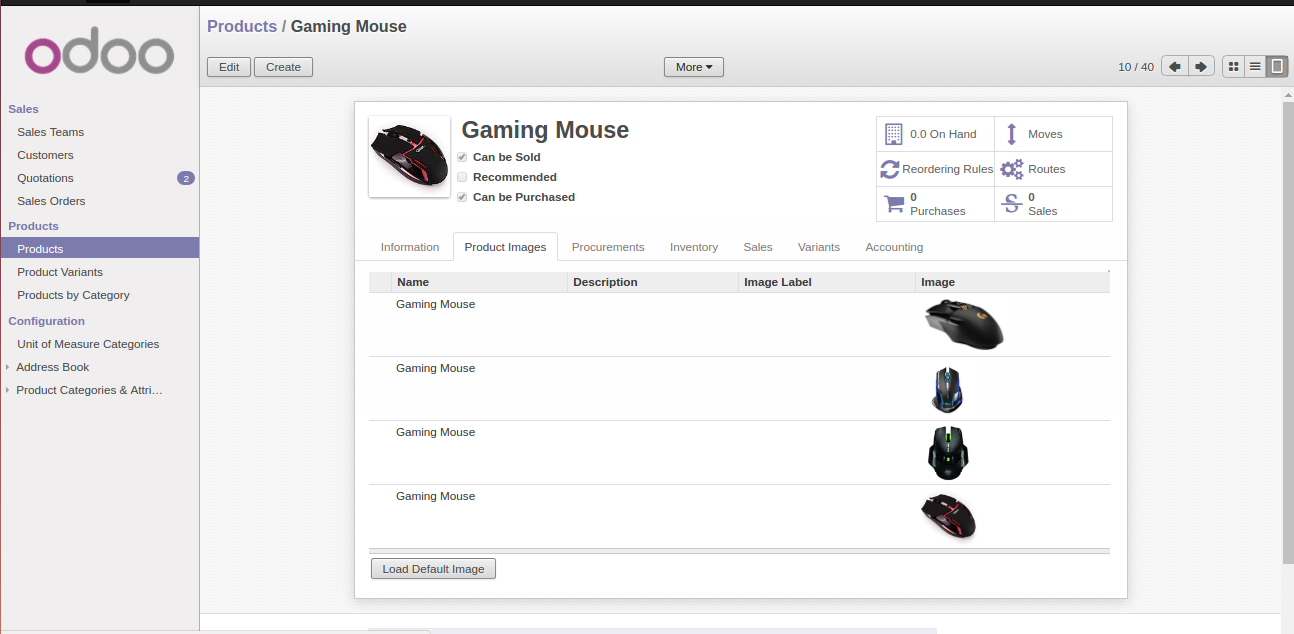 odoo
Products / Gaming Mouse
Edit Create More 10 / 40
Sales
Sales Teams
Customers
Quotations 2
Sales Orders
Products
Products
Product Variants
Products by Category
Configuration
Unit of Measure Categories
Address Book
Product Categories & Attri…
Gaming Mouse
Can be Sold
Recommended
Can be Purchased
0.0 On Hand Moves
Reordering Rules Routes
0 Purchases 0 Sales
Information Product Images Procurements Inventory Sales Variants Accounting
Name Description Image Label Image
Gaming Mouse
Gaming Mouse
Gaming Mouse
Gaming Mouse
Load Default Image